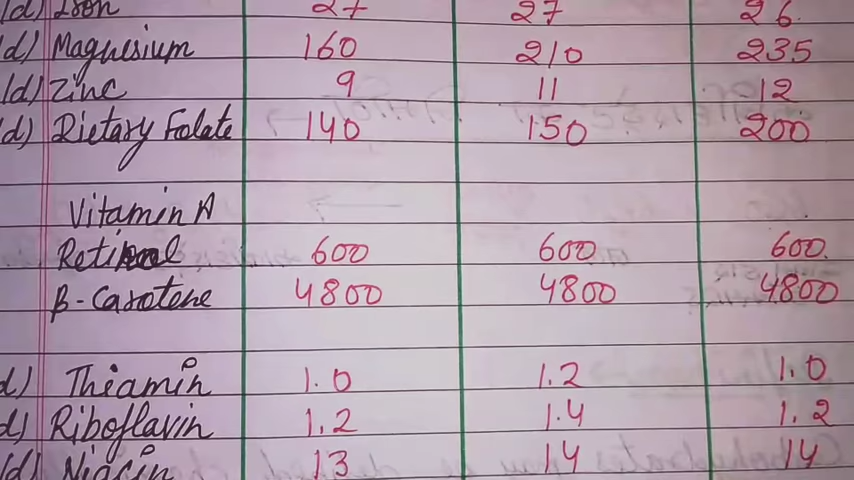 (d) Iron 27 27 26
(d) Magnesium 160 210 235
(d) Zinc 9 11 12
(d) Dietary Folate 140 150 200
Vitamin A
Retinol 600 600 600.
β-Carotene 4800 4800 4800
d) Thiamin 1.0 1.2 1.0
d) Riboflavin 1.2 1.4 1.2
(d) Niacin 13 14 14